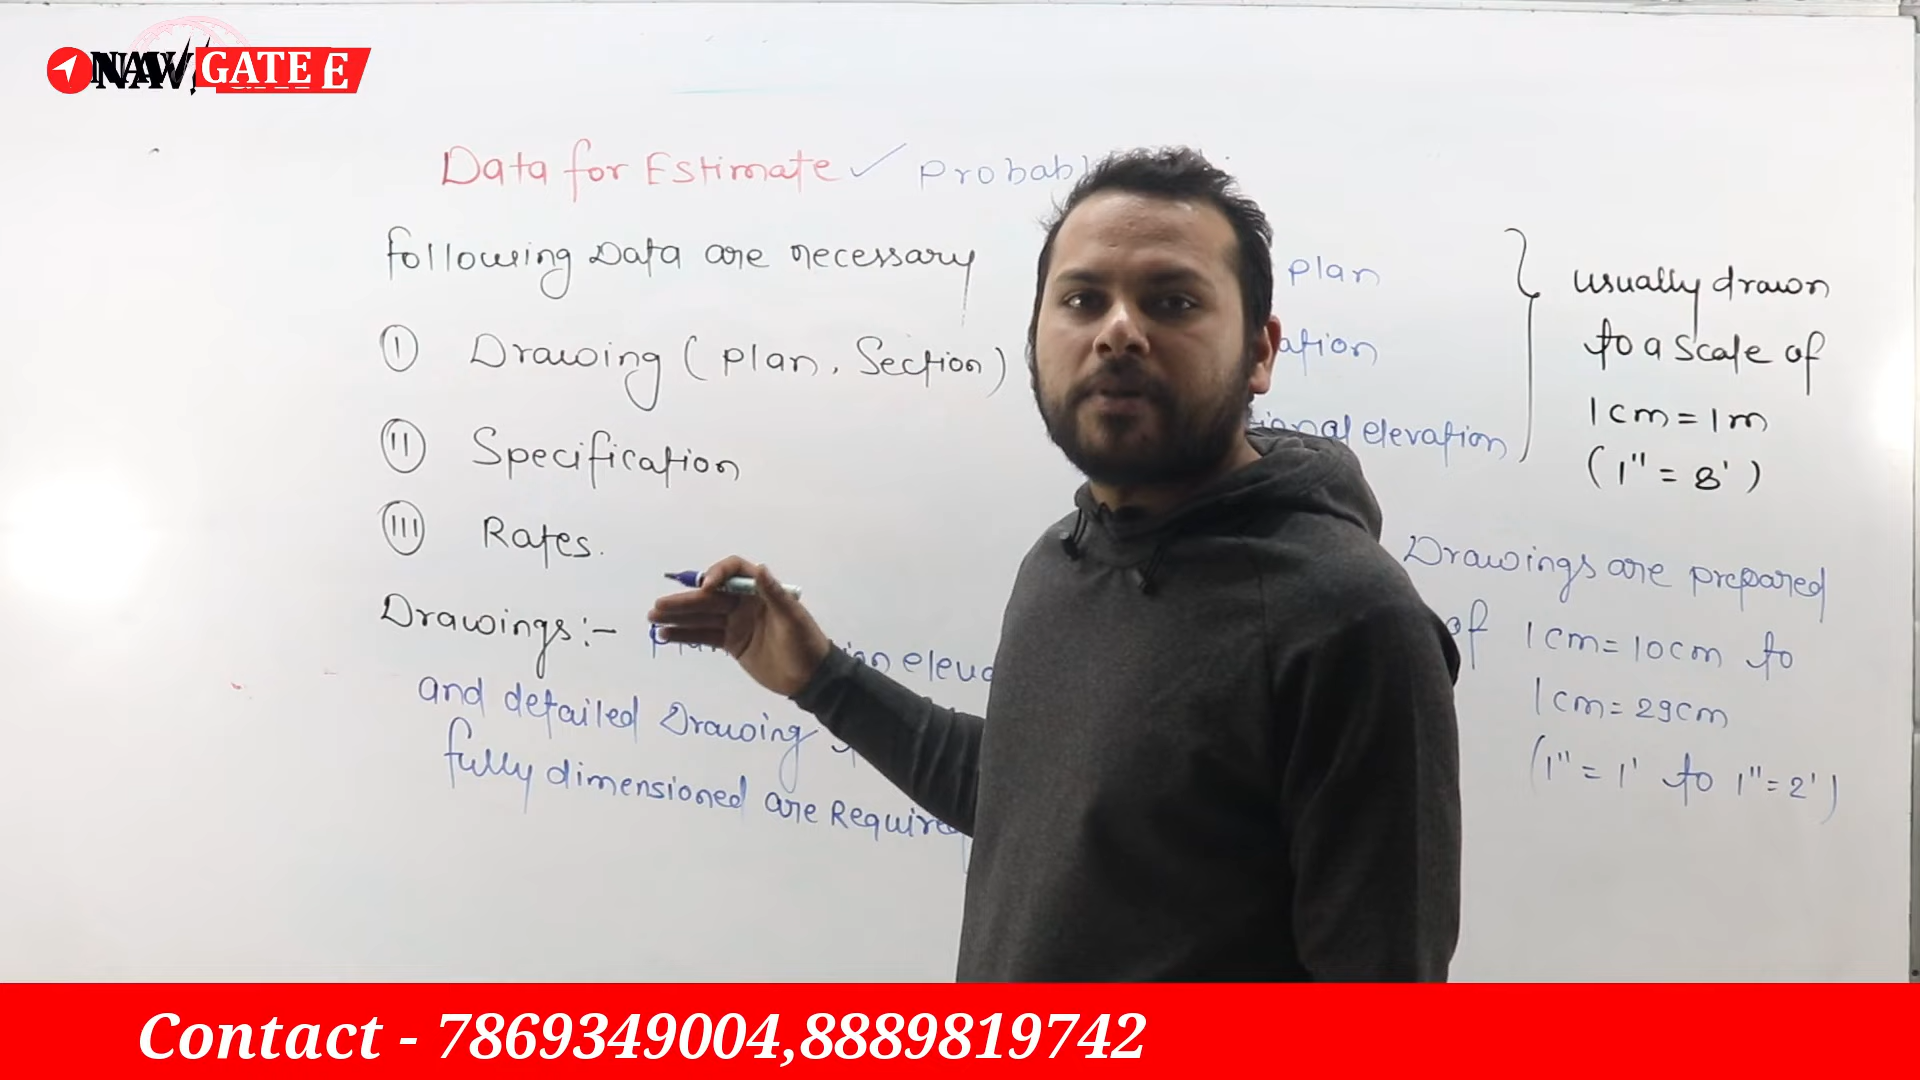 GATE E
Data for Estimate ✓
following Data are necessary
I Drawing (plan, Section)
II Specification
III Rates.
Drawings:-
and detailed Drawing
fully dimensioned are Require
plan
elevation
usually drawn
to a scale of
1cm = 1m
(1" = 8')
Drawings are prepared
of 1cm = 10cm to
1cm = 29cm
(1" = 1' to 1" = 2')
Contact - 7869349004,8889819742